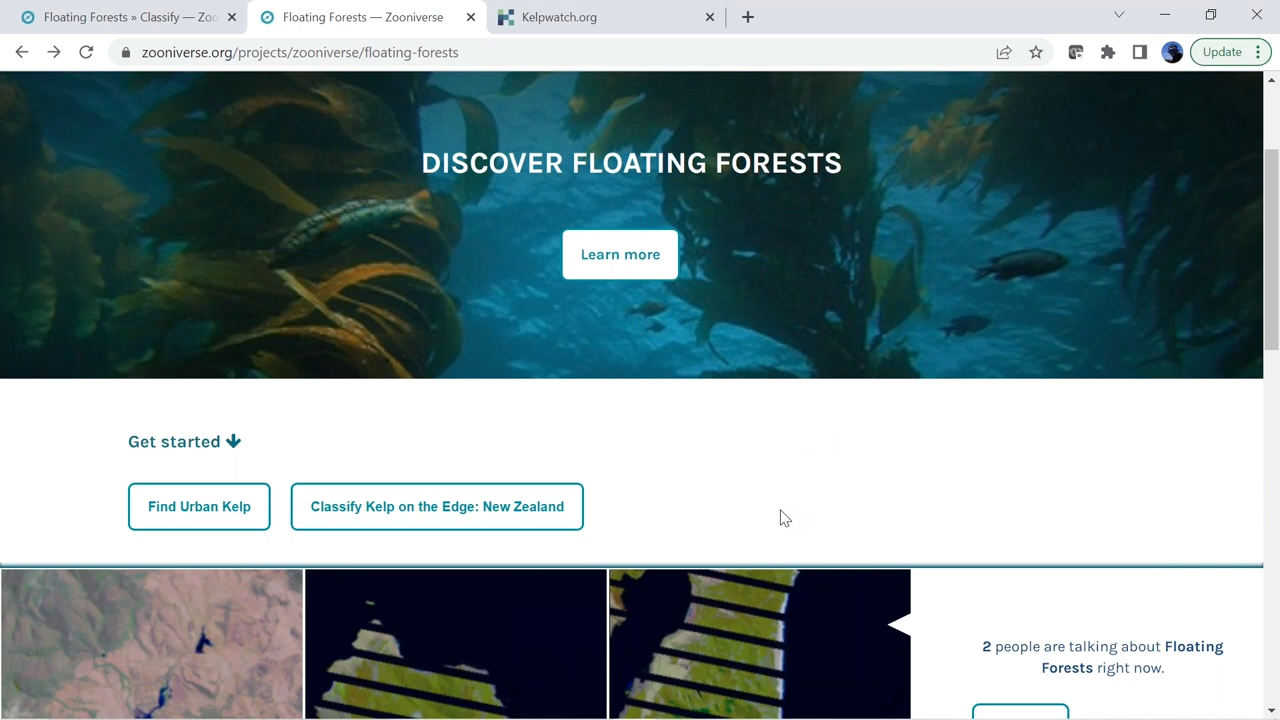 Floating Forests » Classify — Zoo
Floating Forests — Zooniverse
Kelpwatch.org
zooniverse.org/projects/zooniverse/floating-forests
Update
DISCOVER FLOATING FORESTS
Learn more
Get started
Find Urban Kelp
Classify Kelp on the Edge: New Zealand
2 people are talking about Floating
Forests right now.